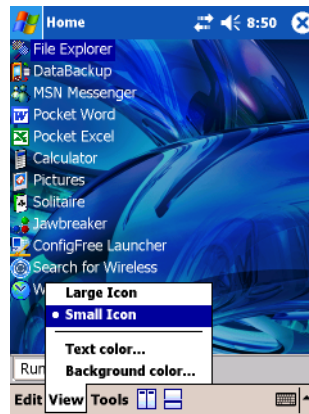 Home 8:50
File Explorer
DataBackup
MSN Messenger
Pocket Word
Pocket Excel
Calculator
Pictures
Solitaire
Jawbreaker
ConfigFree Launcher
Search for Wireless
W
Large Icon
Small Icon
Text color...
Background color...
Run
Edit View Tools